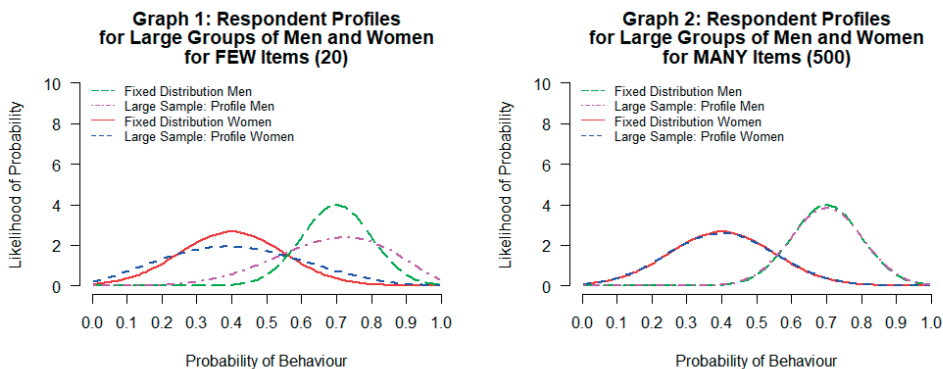 Graph 1: Respondent Profiles
for Large Groups of Men and Women
for FEW Items (20)
10
8
6
4
2
0
Likelihood of Probability
Fixed Distribution Men
Large Sample: Profile Men
Fixed Distribution Women
Large Sample: Profile Women
0.0 0.1 0.2 0.3 0.4 0.5 0.6 0.7 0.8 0.9 1.0
Probability of Behaviour
Graph 2: Respondent Profiles
for Large Groups of Men and Women
for MANY Items (500)
10
8
6
4
2
0
Likelihood of Probability
Fixed Distribution Men
Large Sample: Profile Men
Fixed Distribution Women
Large Sample: Profile Women
0.0 0.1 0.2 0.3 0.4 0.5 0.6 0.7 0.8 0.9 1.0
Probability of Behaviour